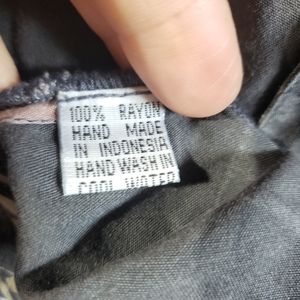 100% RAYON
HAND MADE
IN INDONESIA
HAND WASH IN
COOL WATER